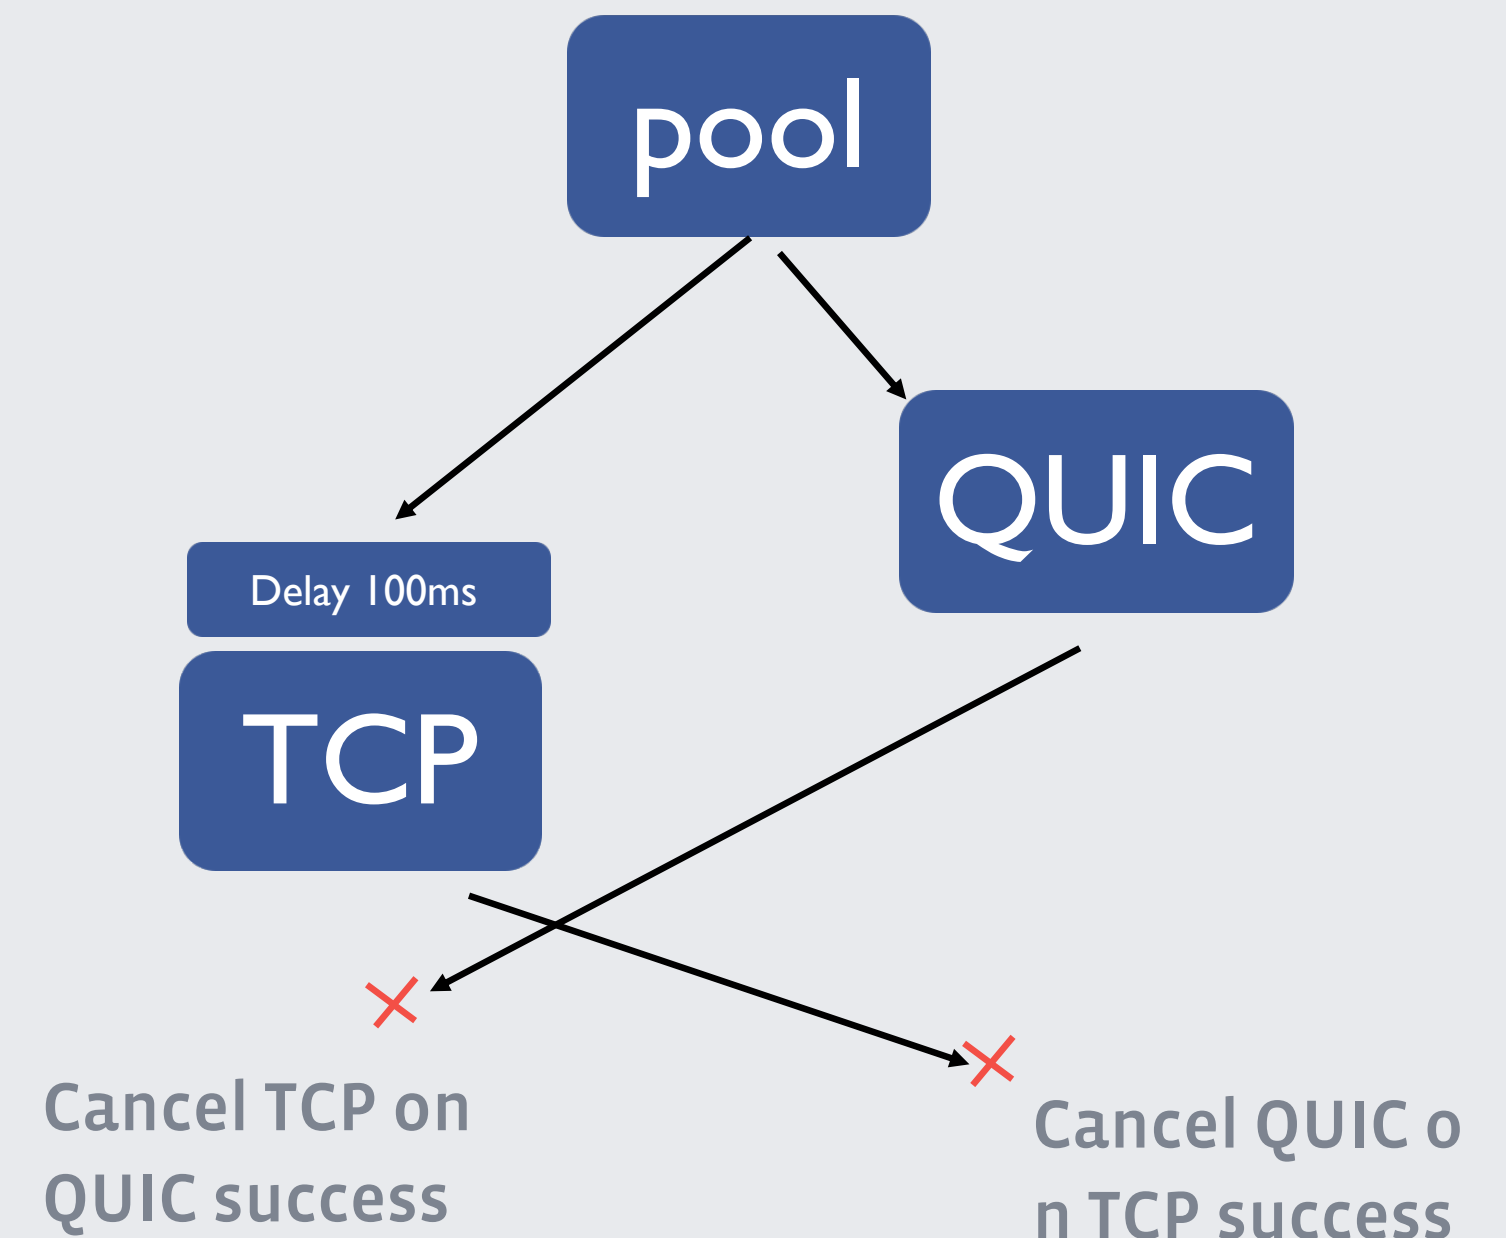 pool
QUIC
Delay 100ms
TCP
Cancel TCP on
QUIC success
Cancel QUIC o
n TCP success